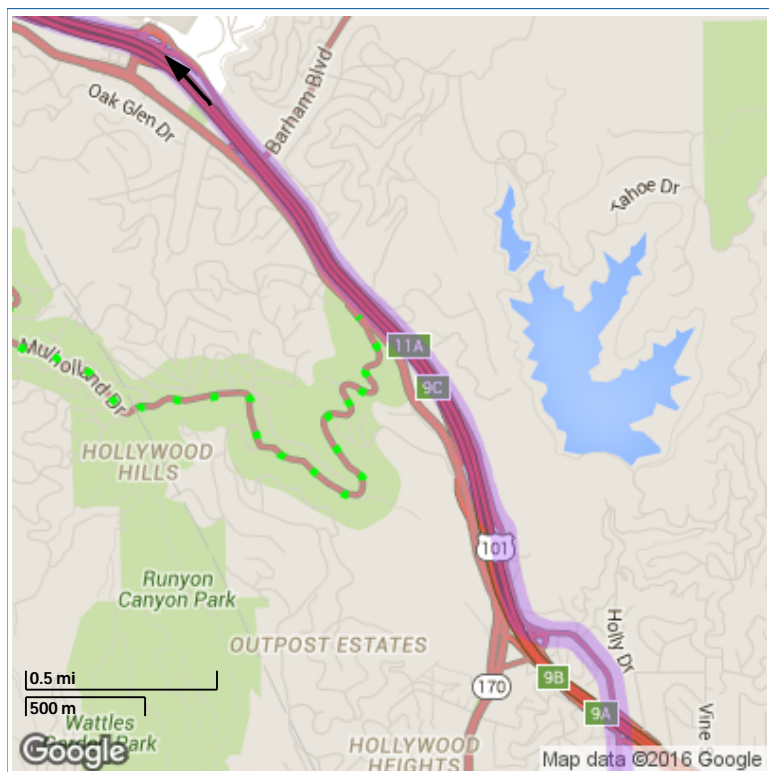 Oak Glen Dr
Barham Blvd
Tahoe Dr
11A
9C
Mulholland Dr
HOLLYWOOD
HILLS
101
Runyon
Canyon Park
Holly Dr
OUTPOST ESTATES
0.5 mi
9B
170
500 m
9A
Vine
Wattles
Garden Park
Google
HOLLYWOOD
HEIGHTS
Map data ©2016 Google